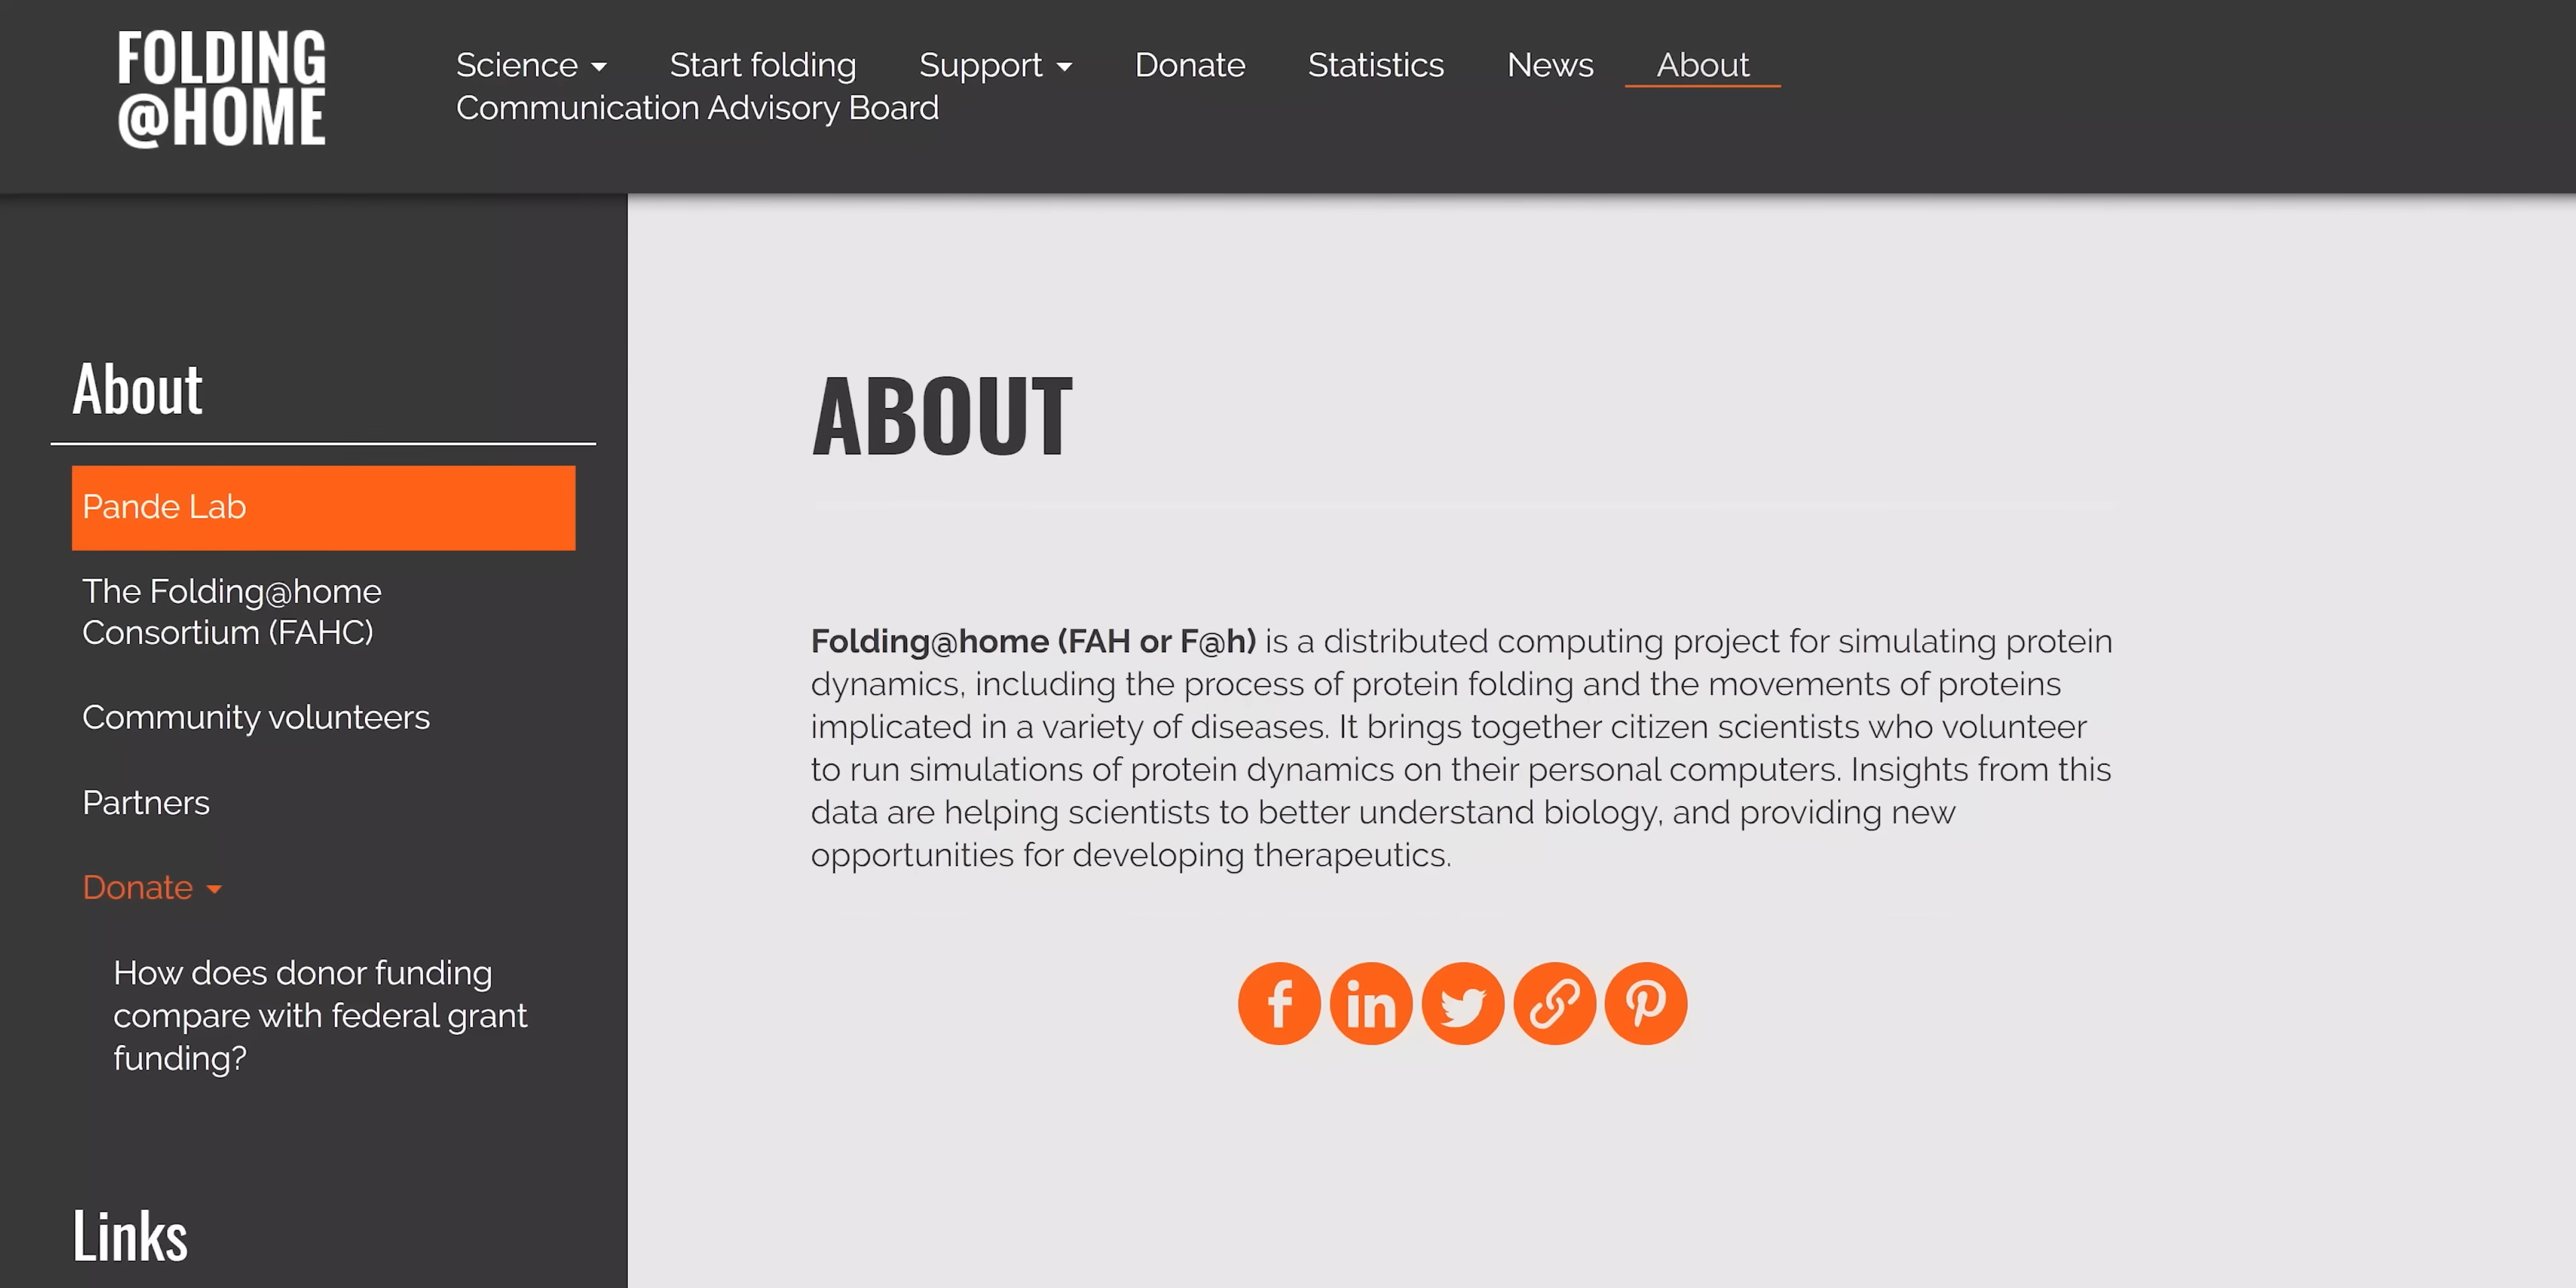 FOLDING
@HOME
Science
Start folding
Support
Donate
Statistics
News
About
Communication Advisory Board
About
Pande Lab
The Folding@home
Consortium (FAHC)
Community volunteers
Partners
Donate
How does donor funding
compare with federal grant
funding?
Links
ABOUT
Folding@home (FAH or F@h) is a distributed computing project for simulating protein
dynamics, including the process of protein folding and the movements of proteins
implicated in a variety of diseases. It brings together citizen scientists who volunteer
to run simulations of protein dynamics on their personal computers. Insights from this
data are helping scientists to better understand biology, and providing new
opportunities for developing therapeutics.